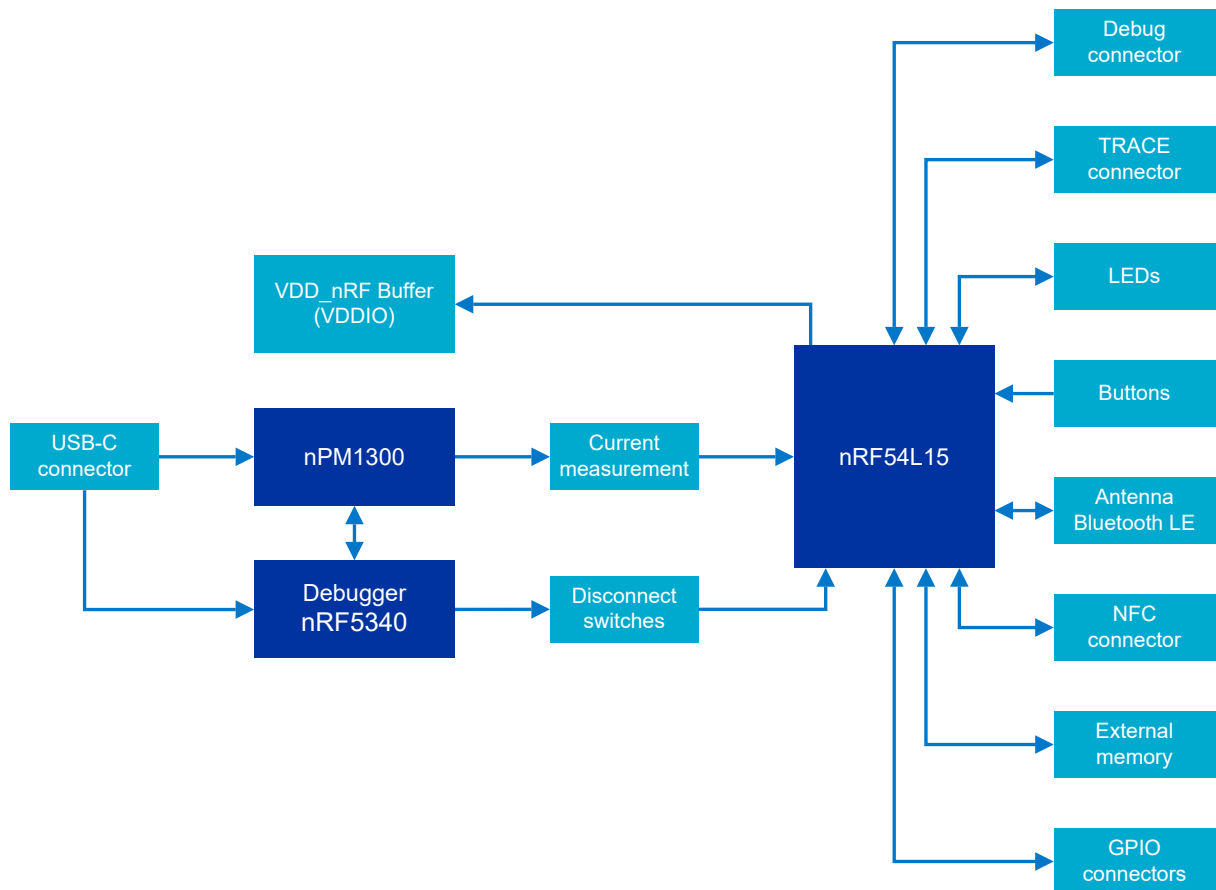 Debug
connector
TRACE
connector
LEDs
VDD_nRF Buffer
(VDDIO)
Buttons
USB-C
connector
nPM1300
Current
measurement
nRF54L15
Antenna
Bluetooth LE
Debugger
nRF5340
Disconnect
switches
NFC
connector
External
memory
GPIO
connectors